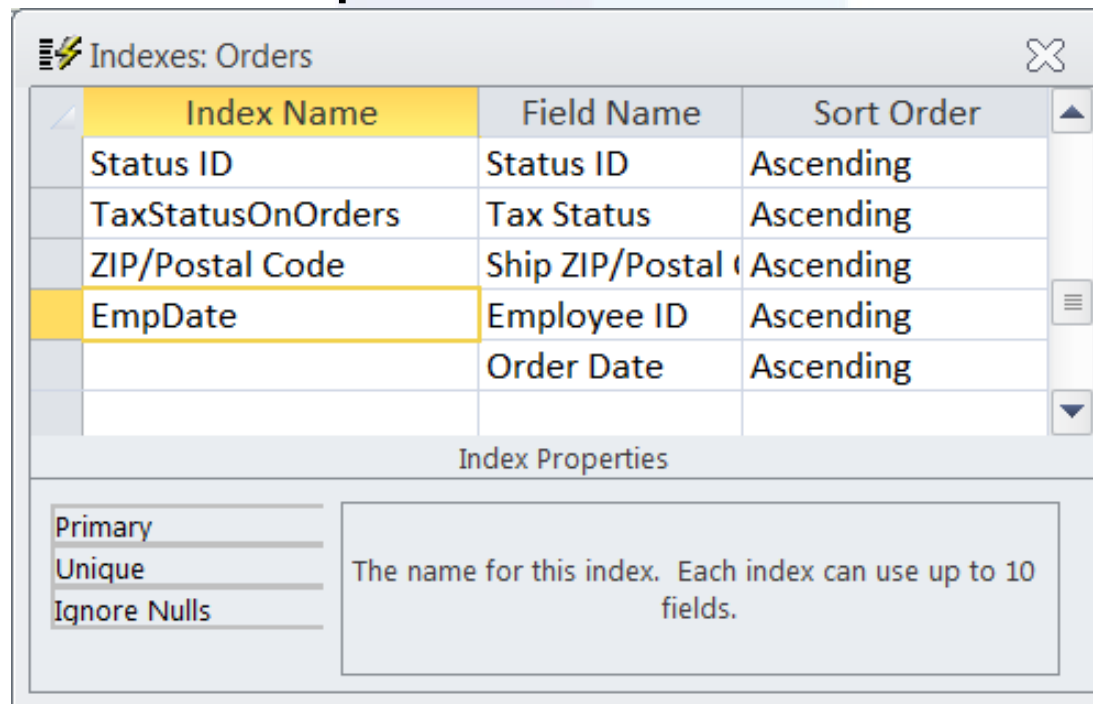 Indexes: Orders
Index Name Field Name Sort Order
Status ID Status ID Ascending
TaxStatusOnOrders Tax Status Ascending
ZIP/Postal Code Ship ZIP/Postal Ascending
EmpDate Employee ID Ascending
Order Date Ascending
Index Properties
Primary
Unique
Ignore Nulls
The name for this index. Each index can use up to 10
fields.